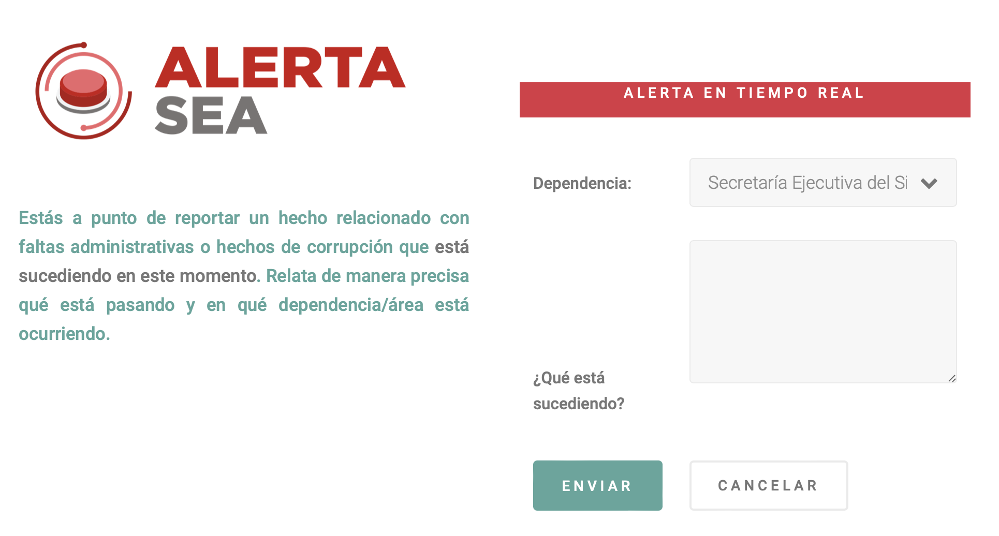 ALERTA
SEA
Estás a punto de reportar un hecho relacionado con
faltas administrativas o hechos de corrupción que está
sucediendo en este momento. Relata de manera precisa
qué está pasando y en qué dependencia/área está
ocurriendo.
ALERTA EN TIEMPO REAL
Dependencia:
Secretaría Ejecutiva del Si
¿Qué está
sucediendo?
ENVIAR
CANCELAR